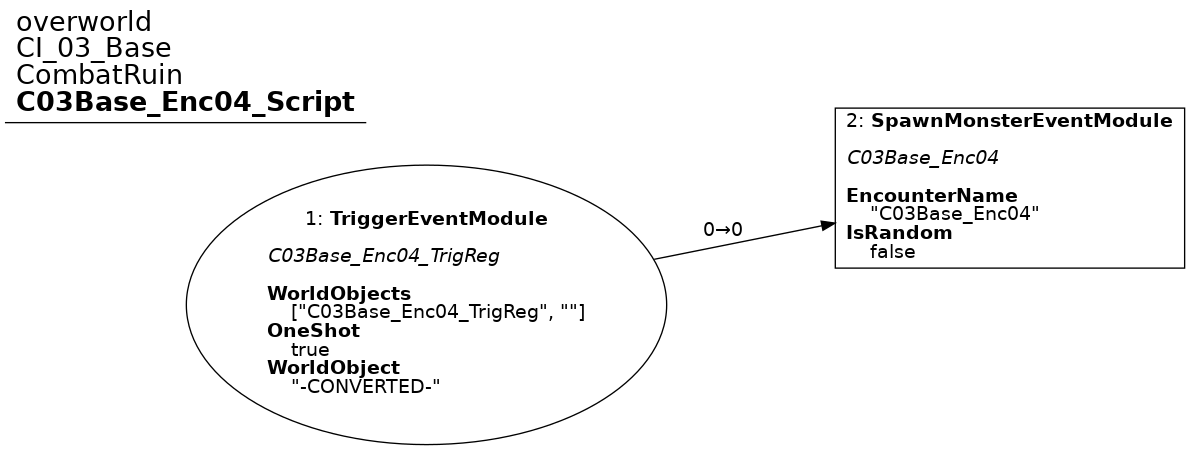 overworld
CI_03_Base
CombatRuin
C03Base_Enc04_Script
1: TriggerEventModule
C03Base_Enc04_TrigReg
WorldObjects
["C03Base_Enc04_TrigReg", ""]
OneShot
true
WorldObject
"-CONVERTED-"
0→0
2: SpawnMonsterEventModule
C03Base_Enc04
EncounterName
"C03Base_Enc04"
IsRandom
false